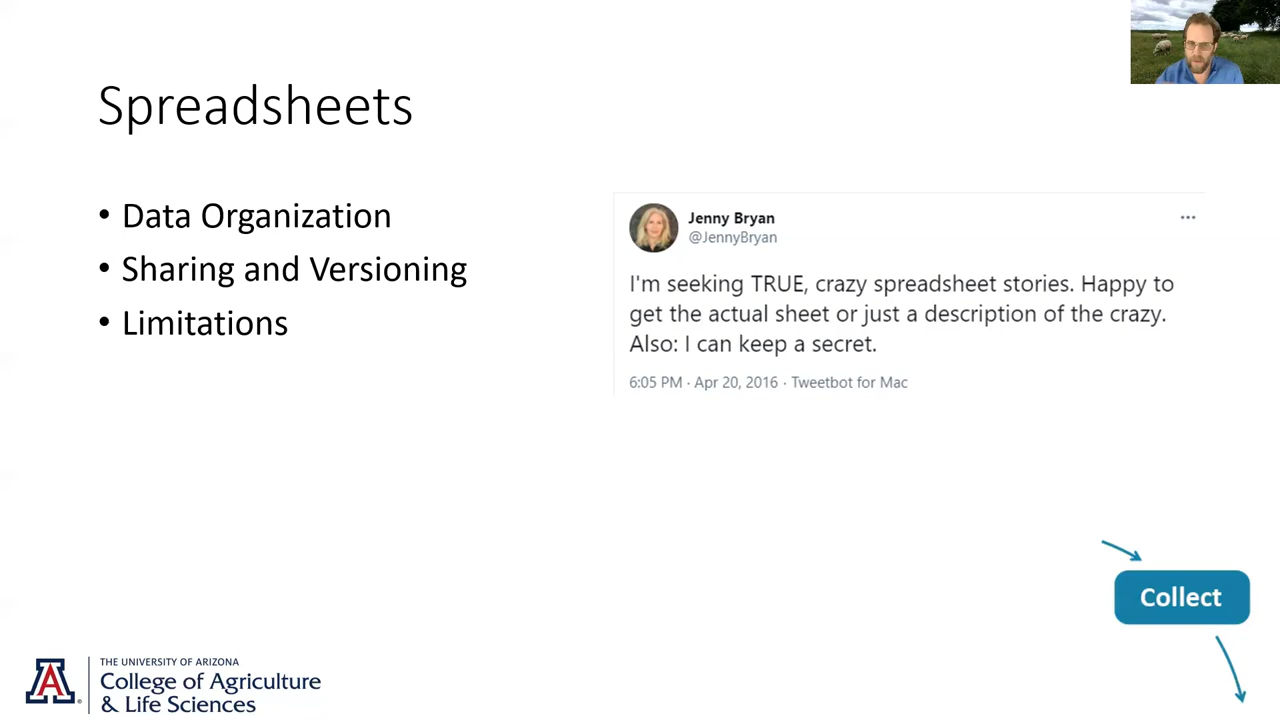 Spreadsheets
• Data Organization
• Sharing and Versioning
• Limitations
Jenny Bryan
@JennyBryan
I'm seeking TRUE, crazy spreadsheet stories. Happy to
get the actual sheet or just a description of the crazy.
Also: I can keep a secret.
6:05 PM · Apr 20, 2016 · Tweetbot for Mac
Collect
A
THE UNIVERSITY OF ARIZONA
College of Agriculture
& Life Sciences